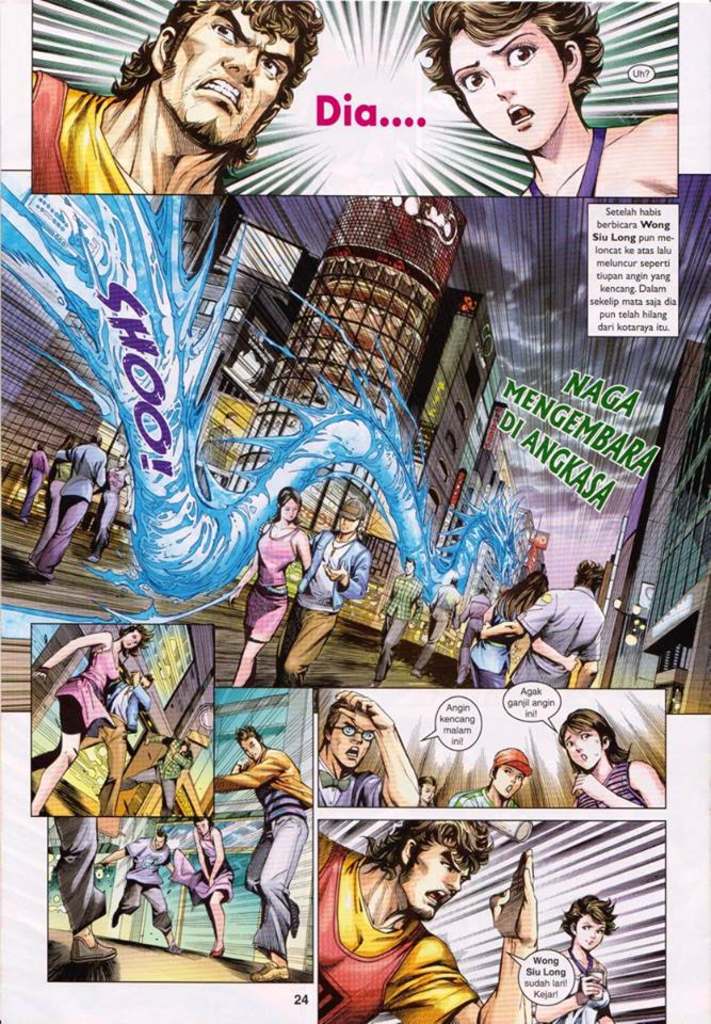 Dia....
Uh?
Setelah habis
berbicara Wong
Siu Long pun me-
loncat ke atas lalu
meluncur seperti
tiupan angin yang
kencang. Dalam
sekelip mata saja dia
pun telah hilang
dari kotaraya itu.
SHOO!
NAGA
MENGEMBARA
DI ANGKASA
Angin
kencang
malam
ini!
Agak
ganjil angin
ini!
Wong
Siu Long
sudah lari!
Kejar!
24